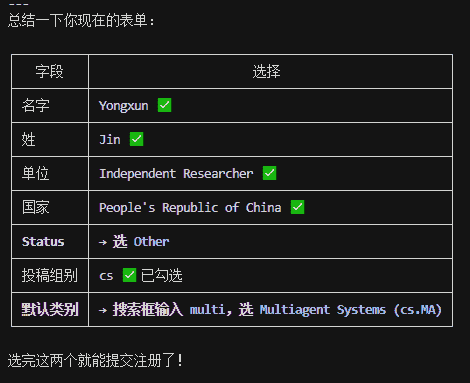 ---
总结一下你现在的表单：
字段 选择
名字 Yongxun ✅
姓 Jin ✅
单位 Independent Researcher ✅
国家 People's Republic of China ✅
Status → 选 Other
投稿组别 cs ✅ 已勾选
默认类别 → 搜索框输入 multi，选 Multiagent Systems (cs.MA)
选完这两个就能提交注册了！